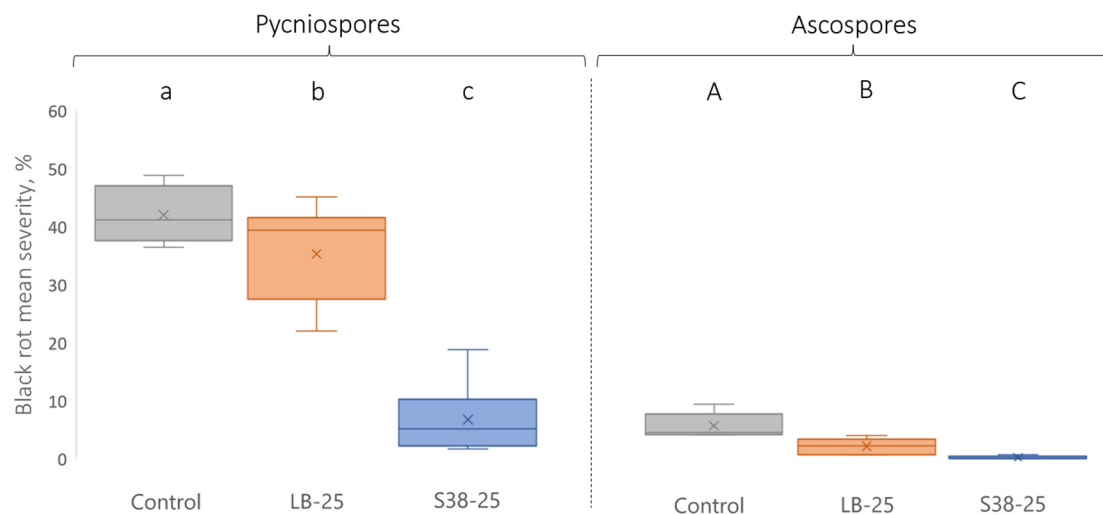 Pycniospores
Ascospores
a b c
A B C
Black rot mean severity, %
60
50
40
30
20
10
0
Control LB-25 S38-25
Control LB-25 S38-25